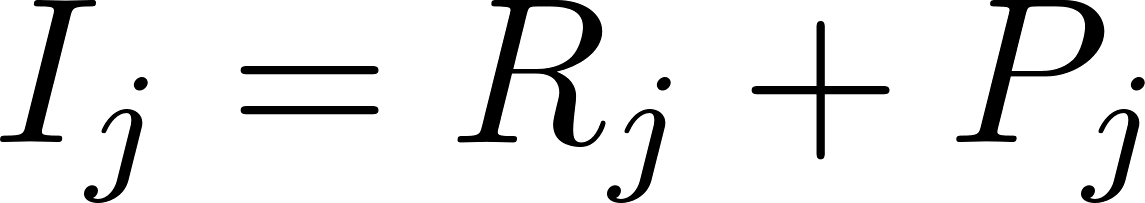 I_j = R_j + P_j